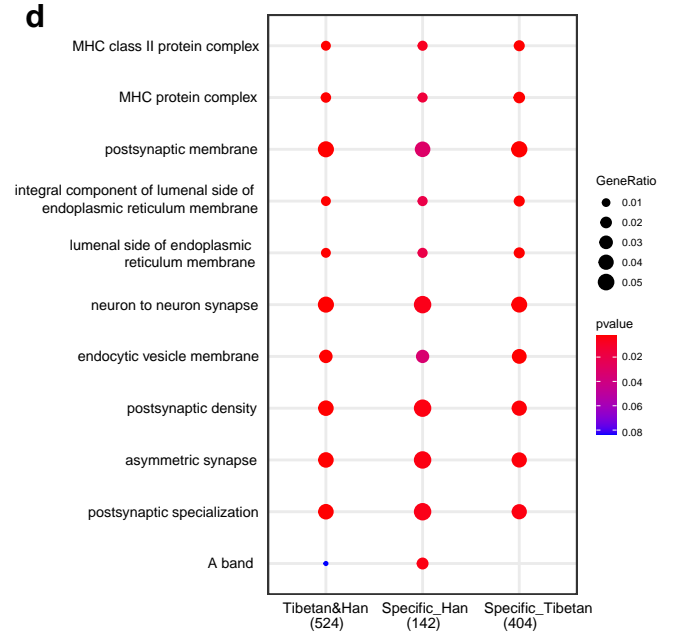 d
MHC class II protein complex
MHC protein complex
postsynaptic membrane
integral component of lumenal side of
endoplasmic reticulum membrane
lumenal side of endoplasmic
reticulum membrane
neuron to neuron synapse
endocytic vesicle membrane
postsynaptic density
asymmetric synapse
postsynaptic specialization
A band
Tibetan&Han
(524)
Specific_Han
(142)
Specific_Tibetan
(404)
GeneRatio
0.01
0.02
0.03
0.04
0.05
pvalue
0.02
0.04
0.06
0.08